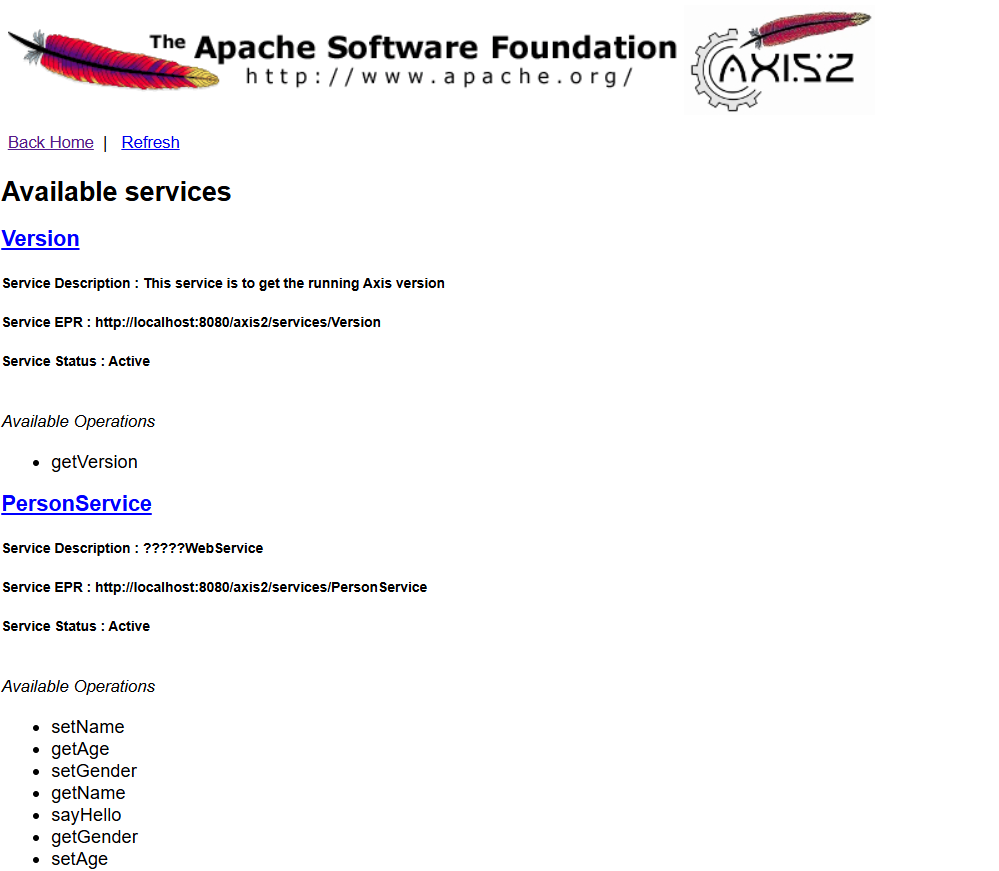 The Apache Software Foundation
http://www.apache.org/
AXIS2
Back Home | Refresh
Available services
Version
Service Description : This service is to get the running Axis version
Service EPR : http://localhost:8080/axis2/services/Version
Service Status : Active
Available Operations
• getVersion
PersonService
Service Description : ?????WebService
Service EPR : http://localhost:8080/axis2/services/PersonService
Service Status : Active
Available Operations
• setName
• getAge
• setGender
• getName
• sayHello
• getGender
• setAge